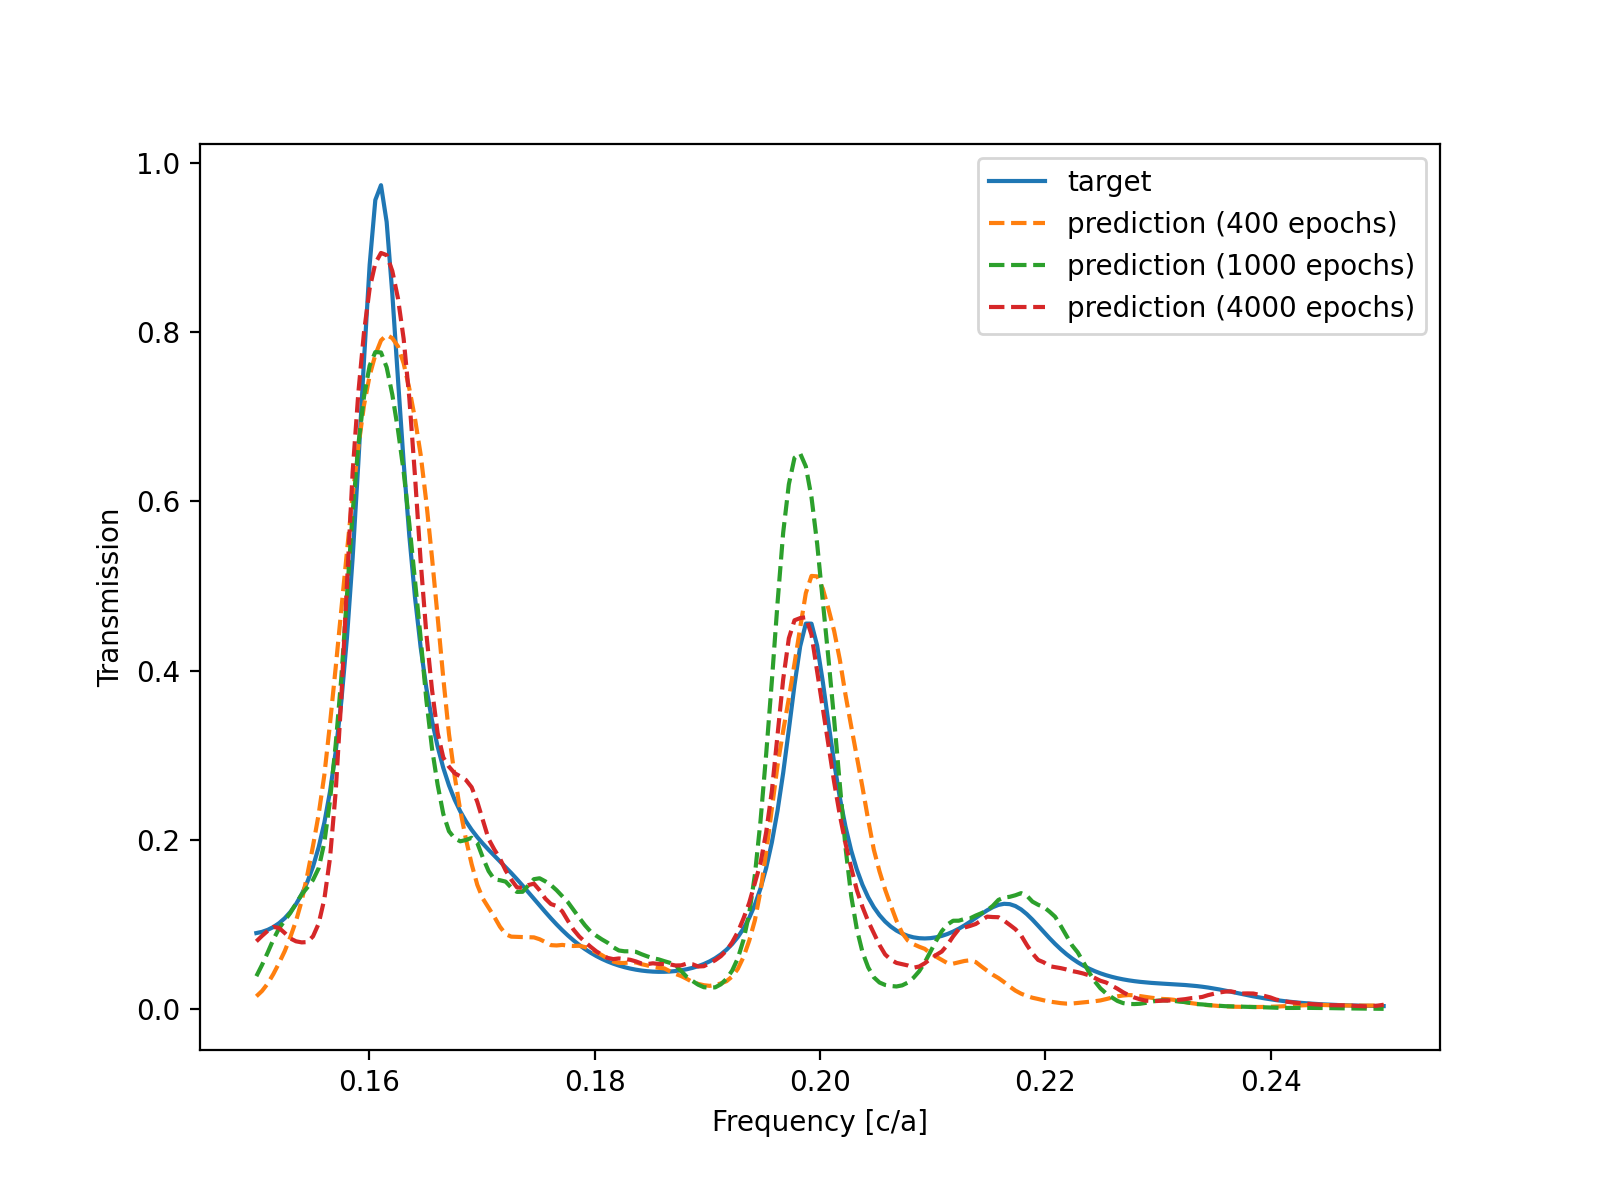 target
prediction (400 epochs)
prediction (1000 epochs)
prediction (4000 epochs)
Transmission
1.0
0.8
0.6
0.4
0.2
0.0
0.16 0.18 0.20 0.22 0.24
Frequency [c/a]